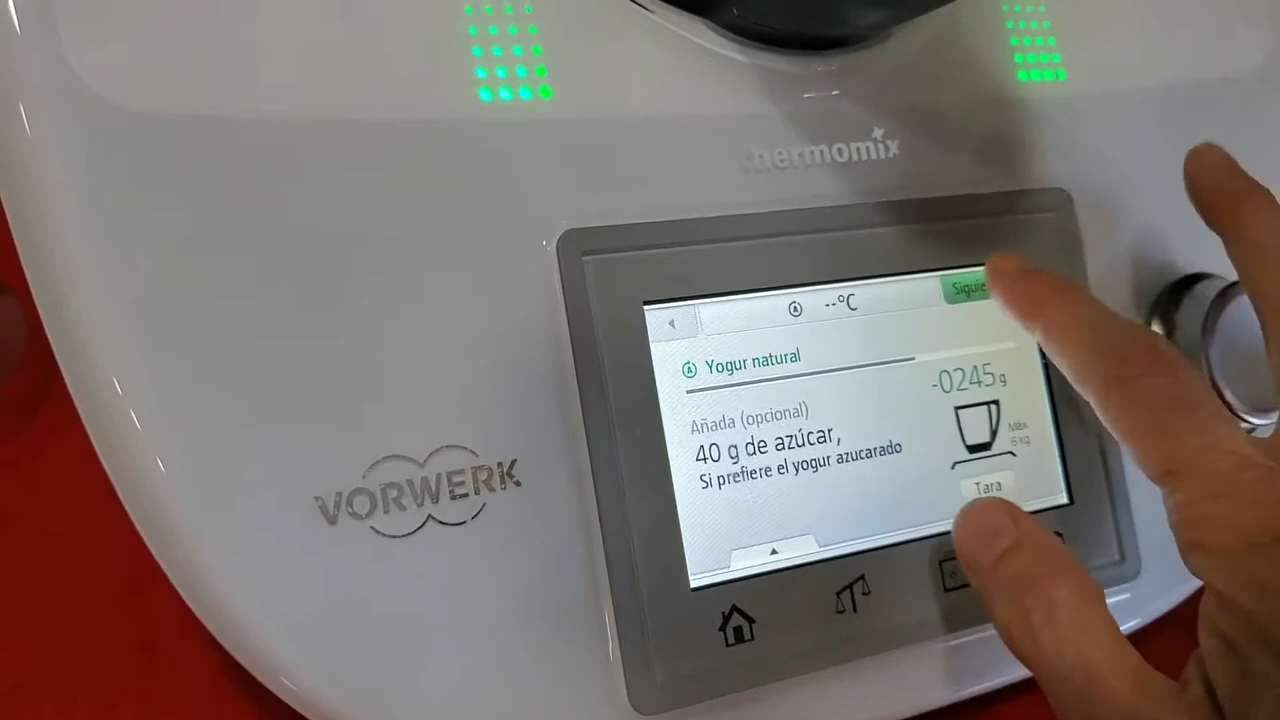 thermomix
--°C
Yogur natural
-0245 g
Añada (opcional)
40 g de azúcar,
Si prefiere el yogur azucarado
Máx
6 kg
Tara
VORWERK